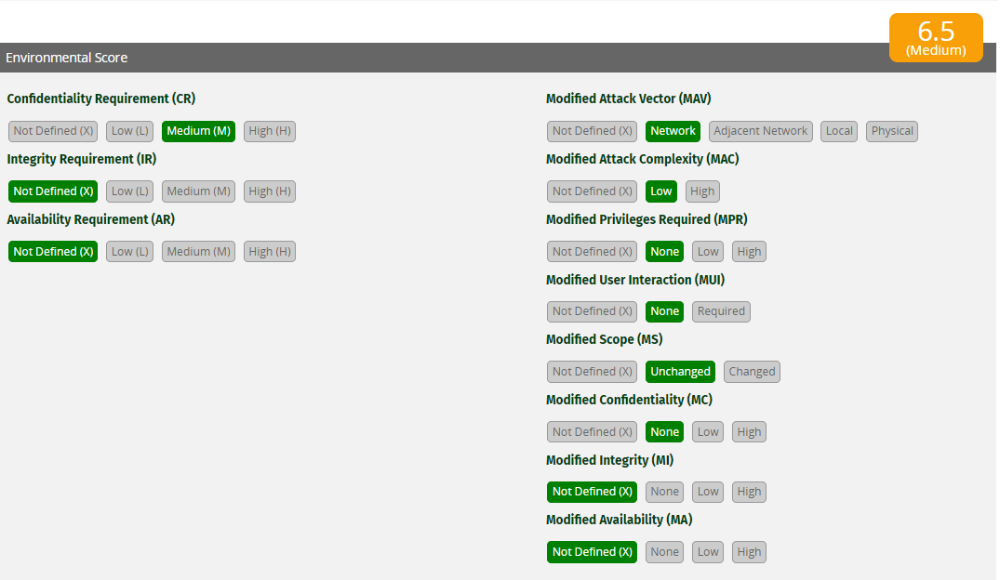 6.5
(Medium)
Environmental Score
Confidentiality Requirement (CR)
Not Defined (X) Low (L) Medium (M) High (H)
Integrity Requirement (IR)
Not Defined (X) Low (L) Medium (M) High (H)
Availability Requirement (AR)
Not Defined (X) Low (L) Medium (M) High (H)
Modified Attack Vector (MAV)
Not Defined (X) Network Adjacent Network Local Physical
Modified Attack Complexity (MAC)
Not Defined (X) Low High
Modified Privileges Required (MPR)
Not Defined (X) None Low High
Modified User Interaction (MUI)
Not Defined (X) None Required
Modified Scope (MS)
Not Defined (X) Unchanged Changed
Modified Confidentiality (MC)
Not Defined (X) None Low High
Modified Integrity (MI)
Not Defined (X) None Low High
Modified Availability (MA)
Not Defined (X) None Low High